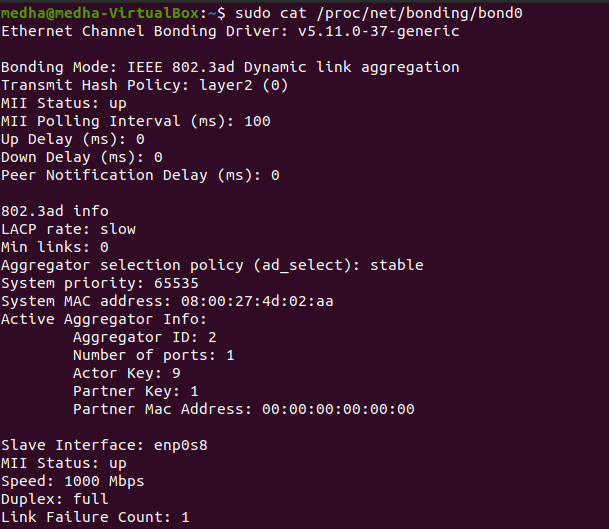 medha@medha-VirtualBox:~$ sudo cat /proc/net/bonding/bond0
Ethernet Channel Bonding Driver: v5.11.0-37-generic

Bonding Mode: IEEE 802.3ad Dynamic link aggregation
Transmit Hash Policy: layer2 (0)
MII Status: up
MII Polling Interval (ms): 100
Up Delay (ms): 0
Down Delay (ms): 0
Peer Notification Delay (ms): 0

802.3ad info
LACP rate: slow
Min links: 0
Aggregator selection policy (ad_select): stable
System priority: 65535
System MAC address: 08:00:27:4d:02:aa
Active Aggregator Info:
        Aggregator ID: 2
        Number of ports: 1
        Actor Key: 9
        Partner Key: 1
        Partner Mac Address: 00:00:00:00:00:00

Slave Interface: enp0s8
MII Status: up
Speed: 1000 Mbps
Duplex: full
Link Failure Count: 1